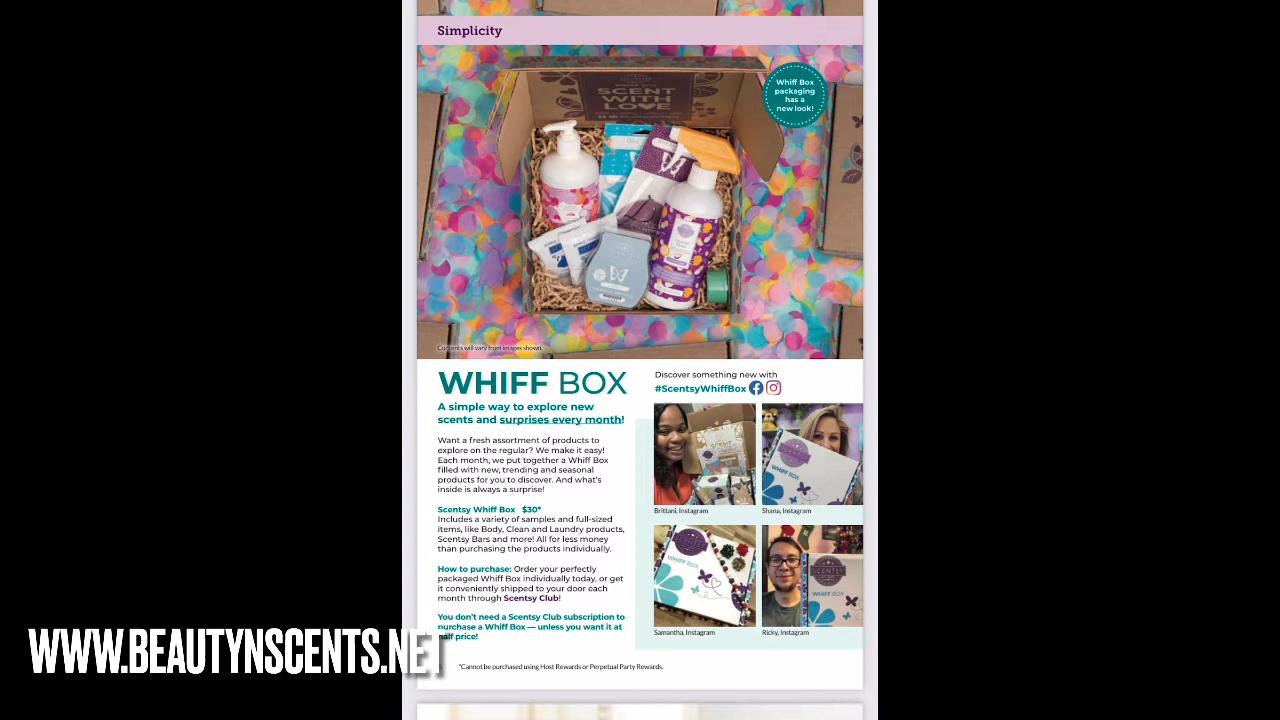 Simplicity
Whiff Box
packaging
has a
new look!
SCENT
WITH
LOVE
Contents will vary from images shown.
WHIFF BOX
A simple way to explore new
scents and surprises every month!
Want a fresh assortment of products to
explore on the regular? We make it easy!
Each month, we put together a Whiff Box
filled with new, trending and seasonal
products for you to discover. And what's
inside is always a surprise!
Scentsy Whiff Box $30*
Includes a variety of samples and full-sized
items, like Body, Clean and Laundry products,
Scentsy Bars and more! All for less money
than purchasing the products individually.
How to purchase: Order your perfectly
packaged Whiff Box individually today, or get
it conveniently shipped to your door each
month through Scentsy Club!
You don't need a Scentsy Club subscription to
purchase a Whiff Box — unless you want it at
half price!
*Cannot be purchased using Host Rewards or Perpetual Party Rewards.
Discover something new with
#ScentsyWhiffBox
SCENT
WHIFF BOX
Brittani, Instagram
Shana, Instagram
WHIFF BOX
SCENTSY
WHIFF BOX
Samantha, Instagram
Ricky, Instagram
WWW.BEAUTYNSCENTS.NET